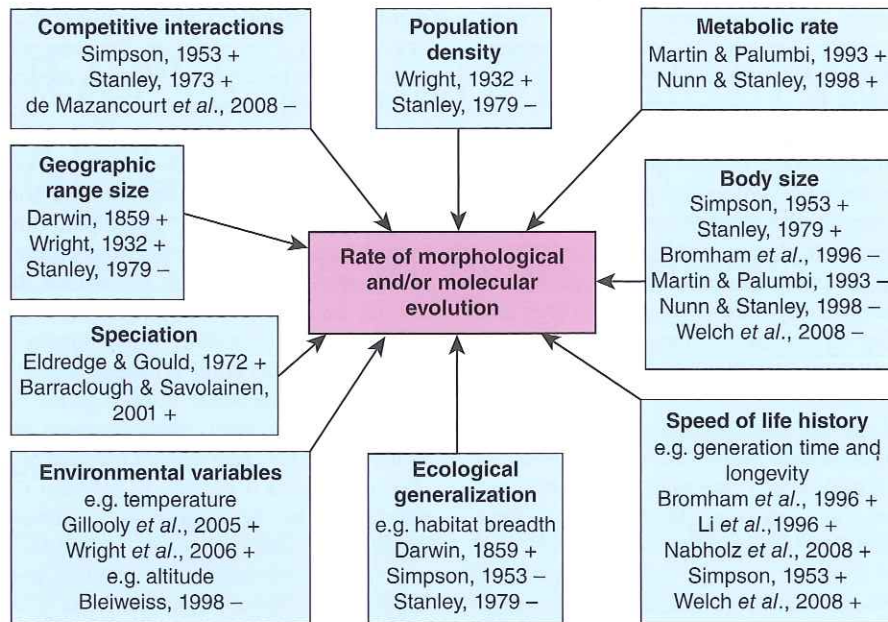 Competitive interactions
Simpson, 1953 +
Stanley, 1973 +
de Mazancourt et al., 2008 –
Population
density
Wright, 1932 +
Stanley, 1979 –
Metabolic rate
Martin & Palumbi, 1993 +
Nunn & Stanley, 1998 +
Geographic
range size
Darwin, 1859 +
Wright, 1932 +
Stanley, 1979 –
Rate of morphological
and/or molecular
evolution
Body size
Simpson, 1953 +
Stanley, 1979 +
Bromham et al., 1996 –
Martin & Palumbi, 1993 –
Nunn & Stanley, 1998 –
Welch et al., 2008 –
Speciation
Eldredge & Gould, 1972 +
Barraclough & Savolainen,
2001 +
Environmental variables
e.g. temperature
Gillooly et al., 2005 +
Wright et al., 2006 +
e.g. altitude
Bleiweiss, 1998 –
Ecological
generalization
e.g. habitat breadth
Darwin, 1859 +
Simpson, 1953 –
Stanley, 1979 –
Speed of life history
e.g. generation time and
longevity
Bromham et al., 1996 +
Li et al.,1996 +
Nabholz et al., 2008 +
Simpson, 1953 +
Welch et al., 2008 +